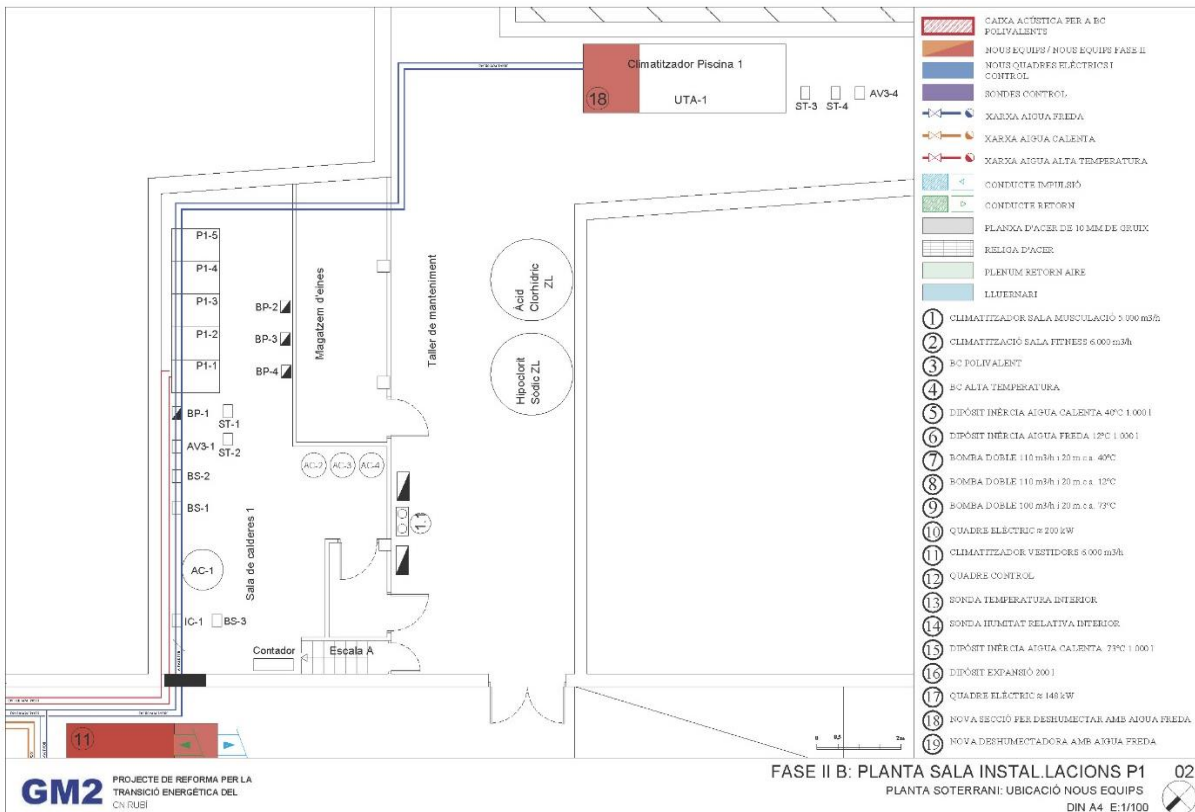 Climatitzador Piscina 1
UTA-1
18
ST-3
ST-4
AV3-4
P1-5
P1-4
P1-3
P1-2
P1-1
BP-2
BP-3
BP-4
Magatzem d'eines
Taller de manteniment
Àcid
Clorhídric
ZL
Hipoclorit
Sòdic ZL
BP-1
ST-1
AV3-1
ST-2
BS-2
BS-1
AC-2
AC-3
AC-4
1.1
Sala de calderes 1
AC-1
IC-1
BS-3
Contador
Escala A
11
0
0,5
2m
CAIXA ACÚSTICA PER A BC
POLIVALENTS
NOUS EQUIPS / NOUS EQUIPS FASE II
NOUS QUADRES ELÈCTRICS I
CONTROL
SONDES CONTROL
XARXA AIGUA FREDA
XARXA AIGUA CALENTA
XARXA AIGUA ALTA TEMPERATURA
CONDUCTE IMPULSIÓ
CONDUCTE RETORN
PLANXA D'ACER DE 10 MM DE GRUIX
RELIGA D'ACER
PLENUM RETORN AIRE
LLUERNARI
1 CLIMATITZADOR SALA MUSCULACIÓ 5.000 m3/h
2 CLIMATITZACIÓ SALA FITNESS 6.000 m3/h
3 BC POLIVALENT
4 BC ALTA TEMPERATURA
5 DIPÒSIT INÈRCIA AIGUA CALENTA 40ºC 1.000 l
6 DIPÒSIT INÈRCIA AIGUA FREDA 12ºC 1.000 l
7 BOMBA DOBLE 110 m3/h i 20 m.c.a. 40ºC
8 BOMBA DOBLE 110 m3/h i 20 m.c.a. 12ºC
9 BOMBA DOBLE 100 m3/h i 20 m.c.a. 73ºC
10 QUADRE ELÈCTRIC ≈ 200 kW
11 CLIMATITZADOR VESTIDORS 6.000 m3/h
12 QUADRE CONTROL
13 SONDA TEMPERATURA INTERIOR
14 SONDA HUMITAT RELATIVA INTERIOR
15 DIPÒSIT INÈRCIA AIGUA CALENTA 73ºC 1.000 l
16 DIPÒSIT EXPANSIÓ 200 l
17 QUADRE ELÈCTRIC ≈ 140 kW
18 NOVA SECCIÓ PER DESHUMECTAR AMB AIGUA FREDA
19 NOVA DESHUMECTADORA AMB AIGUA FREDA
GM2
PROJECTE DE REFORMA PER LA
TRANSICIÓ ENERGÈTICA DEL
CN RUBÍ
FASE II B: PLANTA SALA INSTAL.LACIONS P1 02
PLANTA SOTERRANI: UBICACIÓ NOUS EQUIPS
DIN A4 E:1/100